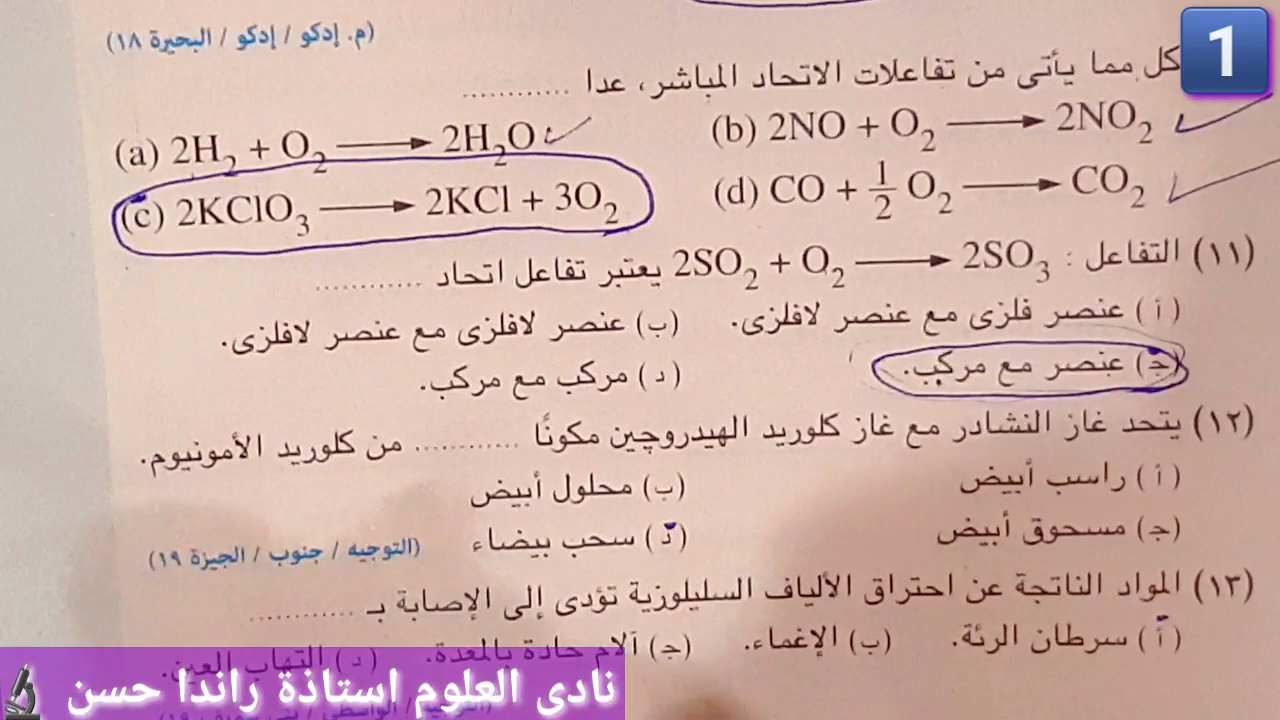 (م. إدكو / إدكو / البحيرة ١٨)
1
كل مما يأتى من تفاعلات الاتحاد المباشر، عدا ............
(a) 2H₂ + O₂ ⟶ 2H₂O (b) 2NO + O₂ ⟶ 2NO₂
(c) 2KClO₃ ⟶ 2KCl + 3O₂ (d) CO + 1/2 O₂ ⟶ CO₂
(١١) التفاعل : 2SO₂ + O₂ ⟶ 2SO₃ يعتبر تفاعل اتحاد ............
(أ) عنصر فلزى مع عنصر لافلزى. (ب) عنصر لافلزى مع عنصر لافلزى.
(جـ) عنصر مع مركب. (د) مركب مع مركب.
(١٢) يتحد غاز النشادر مع غاز كلوريد الهيدروچين مكونًا ............ من كلوريد الأمونيوم.
(أ) راسب أبيض (ب) محلول أبيض
(جـ) مسحوق أبيض (د) سحب بيضاء (التوجيه / جنوب / الجيزة ١٩)
(١٣) المواد الناتجة عن احتراق الألياف السليلوزية تؤدى إلى الإصابة بـ ............
(أ) سرطان الرئة. (ب) الإغماء. (جـ) آلام حادة بالمعدة. (د) التهاب العين.
نادى العلوم استاذة راندا حسن